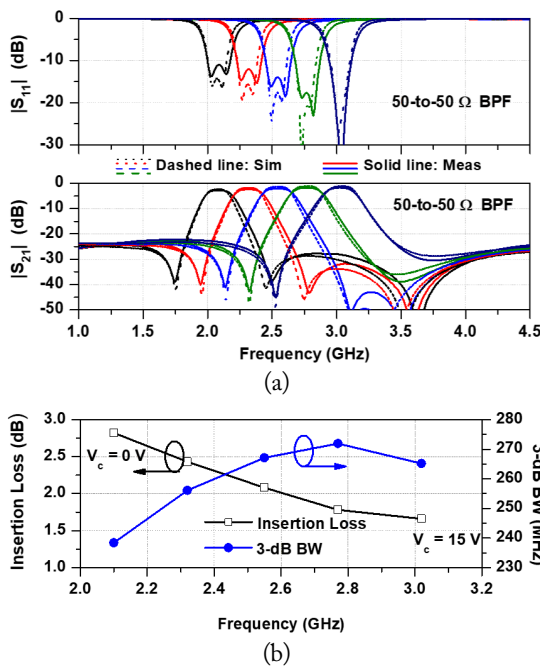 0
-10
-20
-30
|S11| (dB)
50-to-50 Ω BPF
Dashed line: Sim
Solid line: Meas
0
-10
-20
-30
-40
-50
|S21| (dB)
50-to-50 Ω BPF
1.0 1.5 2.0 2.5 3.0 3.5 4.0 4.5
Frequency (GHz)
(a)
3.0
2.5
2.0
1.5
1.0
Insertion Loss (dB)
280
270
260
250
240
230
3-dB BW (MHz)
Vc = 0 V
Insertion Loss
3-dB BW
Vc = 15 V
2.0 2.2 2.4 2.6 2.8 3.0 3.2
Frequency (GHz)
(b)